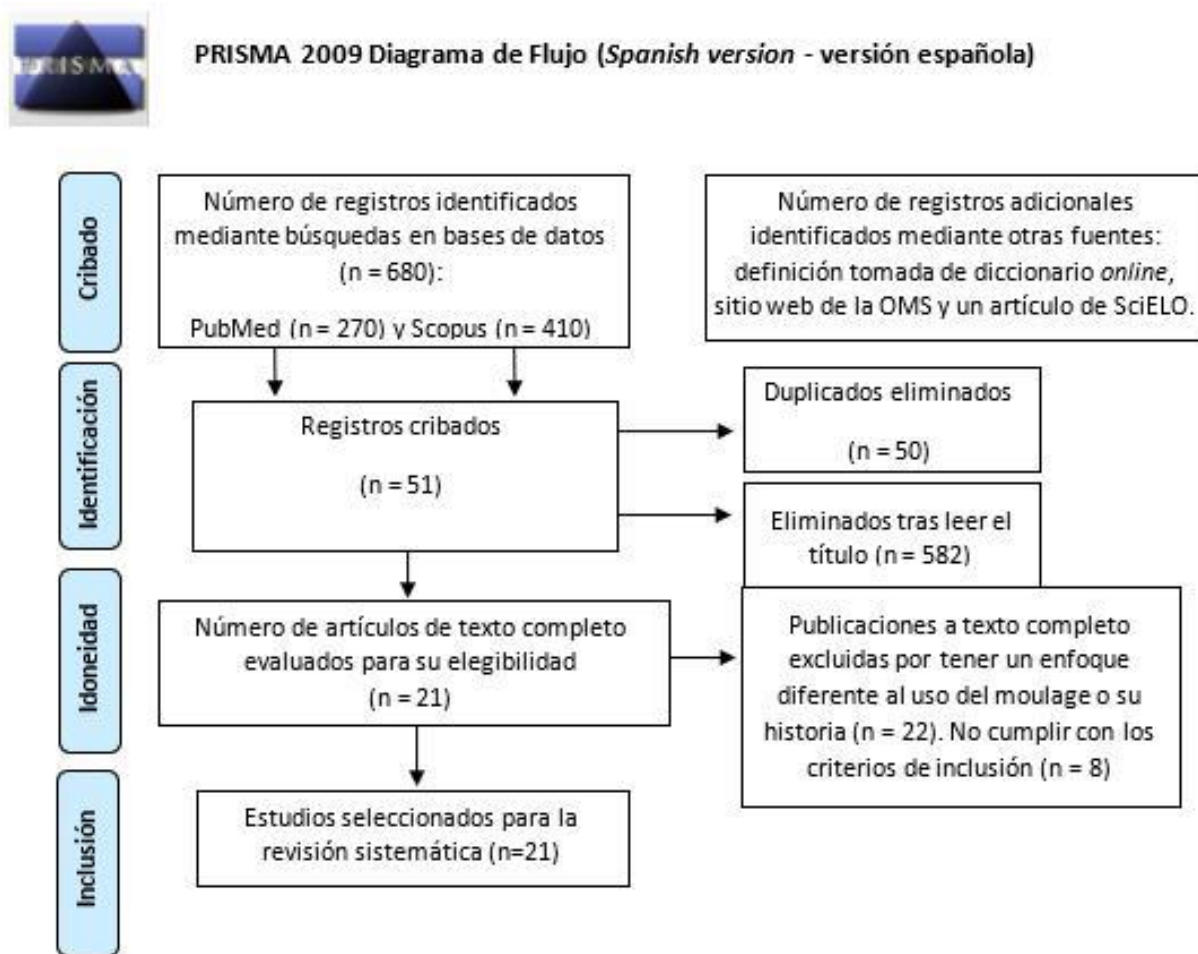 PRISMA
PRISMA 2009 Diagrama de Flujo (Spanish version - versión española)
Cribado
Número de registros identificados
mediante búsquedas en bases de datos
(n = 680):
PubMed (n = 270) y Scopus (n = 410)
Número de registros adicionales
identificados mediante otras fuentes:
definición tomada de diccionario online,
sitio web de la OMS y un artículo de SciELO.
Identificación
Registros cribados
(n = 51)
Duplicados eliminados
(n = 50)
Eliminados tras leer el
título (n = 582)
Idoneidad
Número de artículos de texto completo
evaluados para su elegibilidad
(n = 21)
Publicaciones a texto completo
excluidas por tener un enfoque
diferente al uso del moulage o su
historia (n = 22). No cumplir con los
criterios de inclusión (n = 8)
Inclusión
Estudios seleccionados para la
revisión sistemática (n=21)